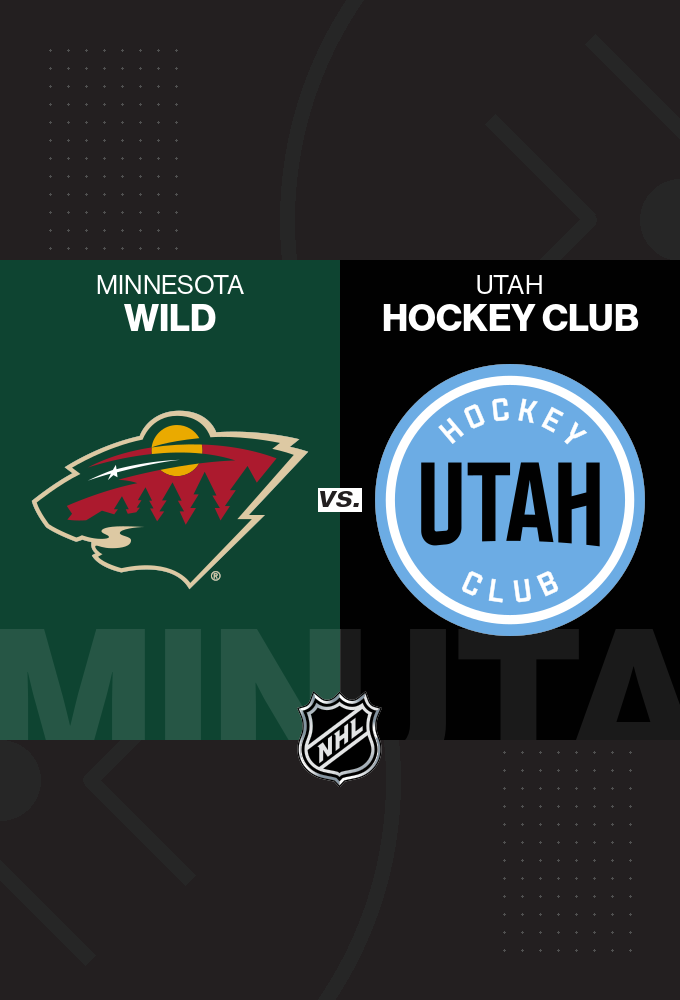 MINNESOTA
WILD
UTAH
HOCKEY CLUB
HOCKEY
UTAH
CLUB
vs.
®
MIN
UTA
NHL